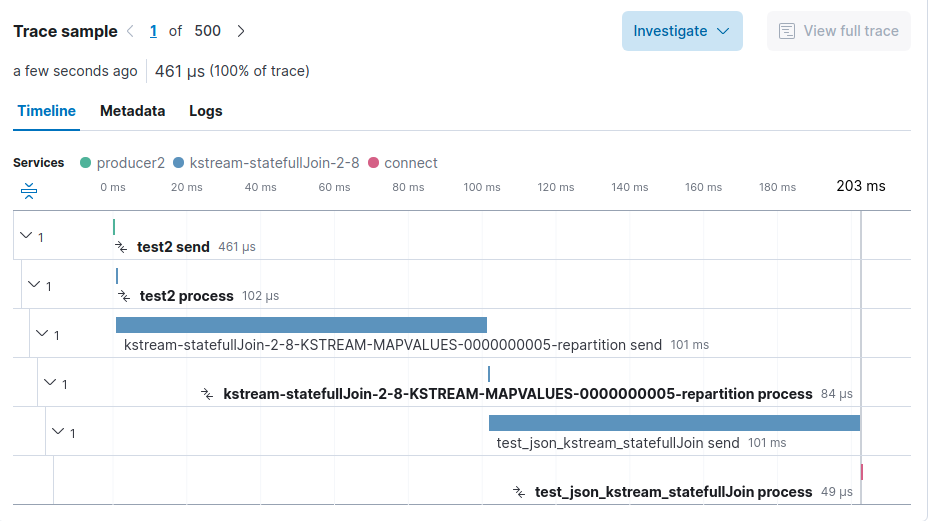 Trace sample 1 of 500 Investigate View full trace
a few seconds ago 461 µs (100% of trace)
Timeline Metadata Logs
Services producer2 kstream-statefullJoin-2-8 connect
0 ms 20 ms 40 ms 60 ms 80 ms 100 ms 120 ms 140 ms 160 ms 180 ms 203 ms
1
test2 send 461 µs
1
test2 process 102 µs
1
kstream-statefullJoin-2-8-KSTREAM-MAPVALUES-0000000005-repartition send 101 ms
1
kstream-statefullJoin-2-8-KSTREAM-MAPVALUES-0000000005-repartition process 84 µs
1
test_json_kstream_statefullJoin send 101 ms
test_json_kstream_statefullJoin process 49 µs